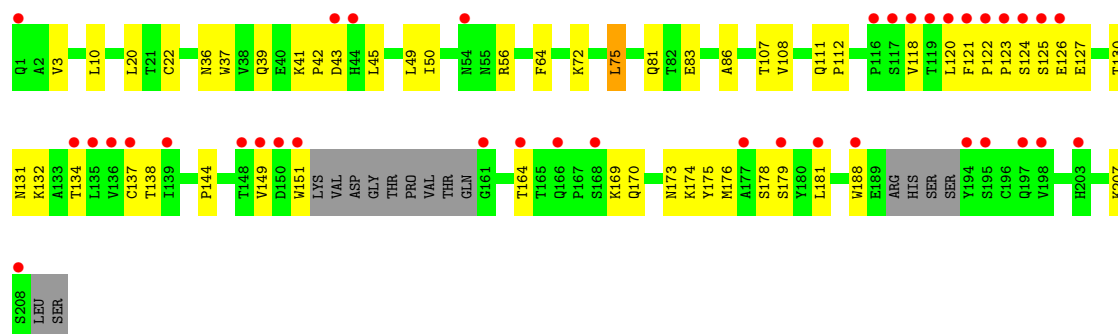 Q1 A2 V3 L10 L20 T21 C22 N36 W37 V38 Q39 E40 K41 P42 D43 H44 L45 L49 I50 N54 N55 R56 F64 K72 L75 Q81 T82 E83 A86 T107 V108 Q111 P112 P116 S117 V118 T119 L120 F121 P122 P123 S124 S125 E126 E127 T130
N131 K132 A133 T134 L135 V136 C137 T138 I139 P144 T148 V149 D150 W151 LYS VAL ASP GLY THR PRO VAL THR GLN G161 T164 T165 Q166 P167 S168 K169 Q170 N173 K174 Y175 M176 A177 S178 S179 Y180 L181 W188 E189 ARG HIS SER SER Y194 S195 C196 Q197 V198 H203 K207
S208 LEU SER